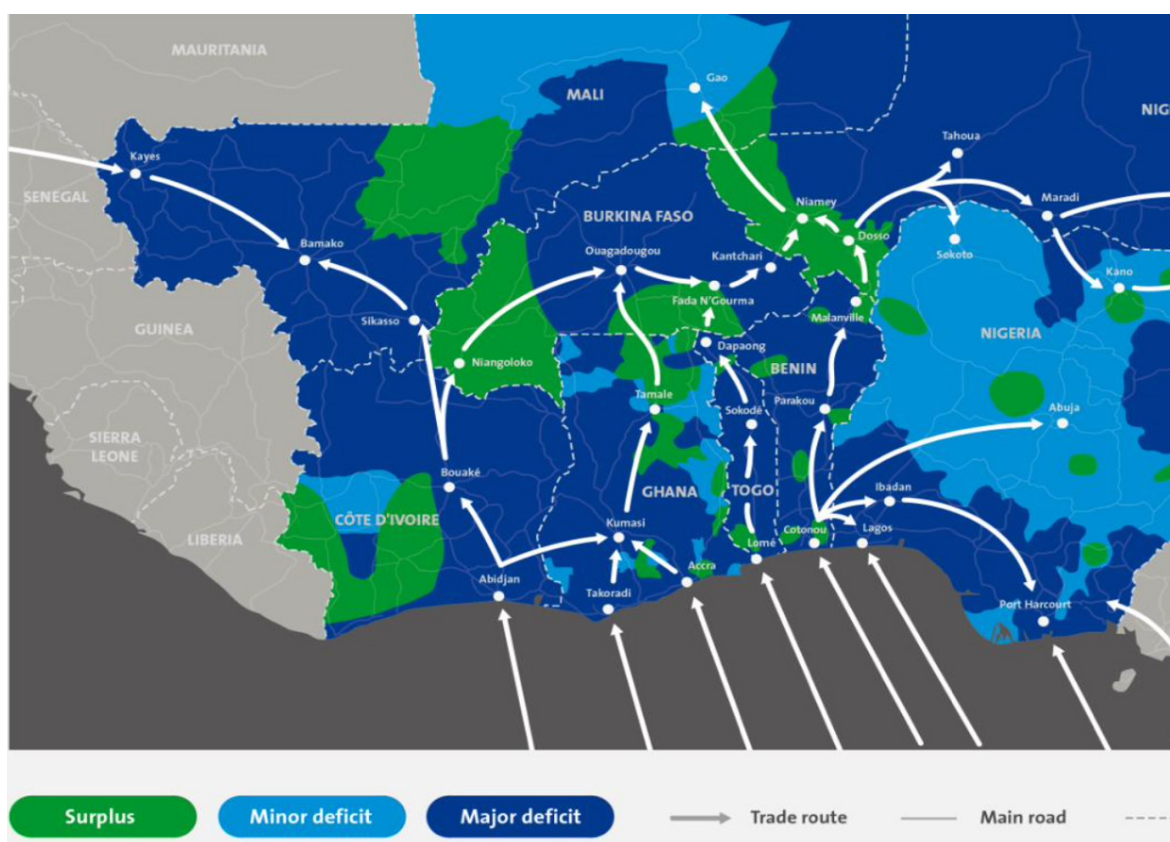 MAURITANIA
Gao
MALI
NIG
Tahoua
Kayes
SENEGAL
Maradi
Niamey
BURKINA FASO
Dosso
Bamako
Ouagadougou
Kantchari
Sokoto
Kano
Fada N'Gourma
Malanville
GUINEA
Sikasso
NIGERIA
Dapaong
Niangoloko
BENIN
Tamale
Parakou
Abuja
Sokodé
SIERRA
LEONE
Bouaké
GHANA
TOGO
Ibadan
CÔTE D'IVOIRE
Kumasi
Cotonou
Lagos
LIBERIA
Lomé
Accra
Abidjan
Takoradi
Port Harcourt
Surplus
Minor deficit
Major deficit
Trade route
Main road